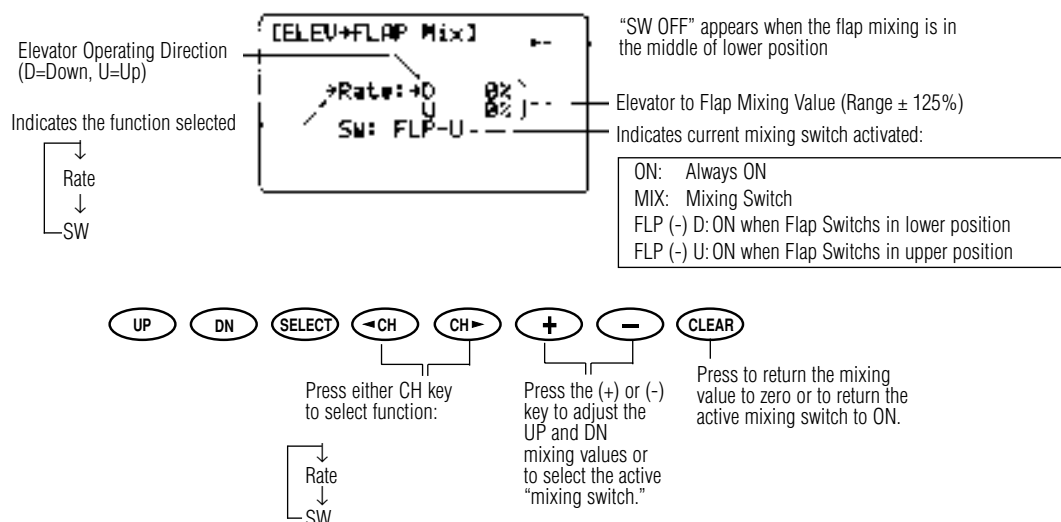 [ELEV→FLAP Mix]
→Rate:→D 0%
U 0%
SW: FLP-U
Elevator Operating Direction
(D=Down, U=Up)
Indicates the function selected
Rate
SW
“SW OFF” appears when the flap mixing is in
the middle of lower position
Elevator to Flap Mixing Value (Range ± 125%)
Indicates current mixing switch activated:
ON: Always ON
MIX: Mixing Switch
FLP (-) D: ON when Flap Switchs in lower position
FLP (-) U: ON when Flap Switchs in upper position
UP DN SELECT ◄CH CH► + − CLEAR
Press either CH key
to select function:
Rate
SW
Press the (+) or (-)
key to adjust the
UP and DN
mixing values or
to select the active
“mixing switch.”
Press to return the mixing
value to zero or to return the
active mixing switch to ON.